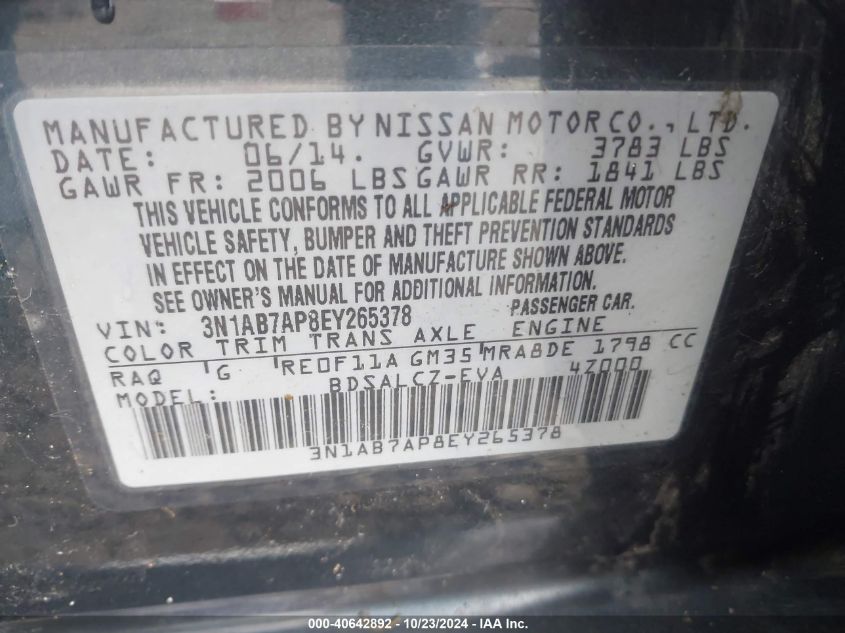 MANUFACTURED BY NISSAN MOTOR CO., LTD.
DATE: 06/14. GVWR: 3783 LBS
GAWR FR: 2006 LBS GAWR RR: 1841 LBS
THIS VEHICLE CONFORMS TO ALL APPLICABLE FEDERAL MOTOR
VEHICLE SAFETY, BUMPER AND THEFT PREVENTION STANDARDS
IN EFFECT ON THE DATE OF MANUFACTURE SHOWN ABOVE.
SEE OWNER'S MANUAL FOR ADDITIONAL INFORMATION.
VIN: 3N1AB7AP8EY265378 PASSENGER CAR.
COLOR TRIM TRANS AXLE ENGINE
RAQ G RE0F11A GM35 MRA8DE 1798 CC
MODEL: BDSALCZ-EVA 47000
3N1AB7AP8EY265378
000-40642892 - 10/23/2024 - IAA Inc.